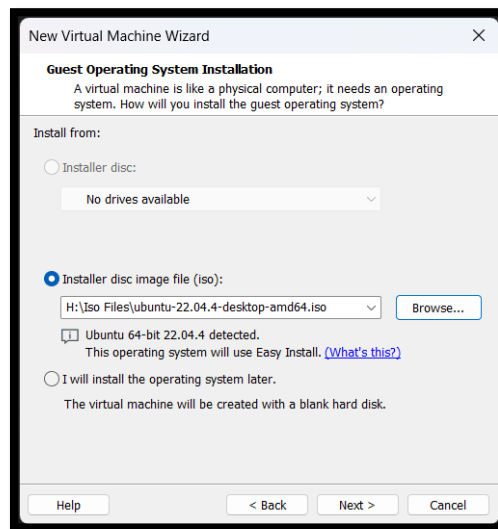 New Virtual Machine Wizard
Guest Operating System Installation
A virtual machine is like a physical computer; it needs an operating
system. How will you install the guest operating system?
Install from:
Installer disc:
No drives available
Installer disc image file (iso):
H:\Iso Files\ubuntu-22.04.4-desktop-amd64.iso
Browse...
Ubuntu 64-bit 22.04.4 detected.
This operating system will use Easy Install. (What's this?)
I will install the operating system later.
The virtual machine will be created with a blank hard disk.
Help
< Back
Next >
Cancel